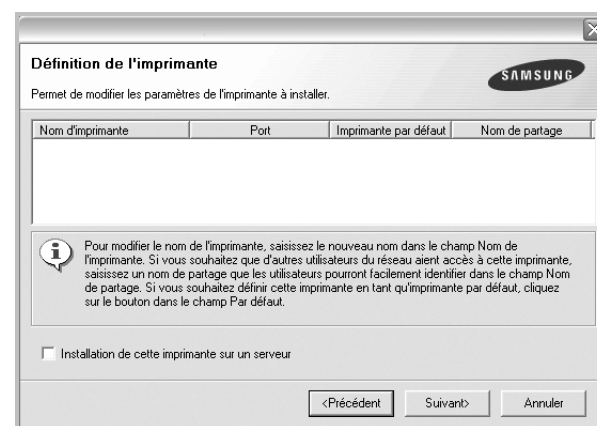 Définition de l'imprimante
SAMSUNG
Permet de modifier les paramètres de l'imprimante à installer.
Nom d'imprimante Port Imprimante par défaut Nom de partage
Pour modifier le nom de l'imprimante, saisissez le nouveau nom dans le champ Nom de
l'imprimante. Si vous souhaitez que d'autres utilisateurs du réseau aient accès à cette imprimante,
saisissez un nom de partage que les utilisateurs pourront facilement identifier dans le champ Nom
de partage. Si vous souhaitez définir cette imprimante en tant qu'imprimante par défaut, cliquez
sur le bouton dans le champ Par défaut.
Installation de cette imprimante sur un serveur
<Précédent Suivant> Annuler